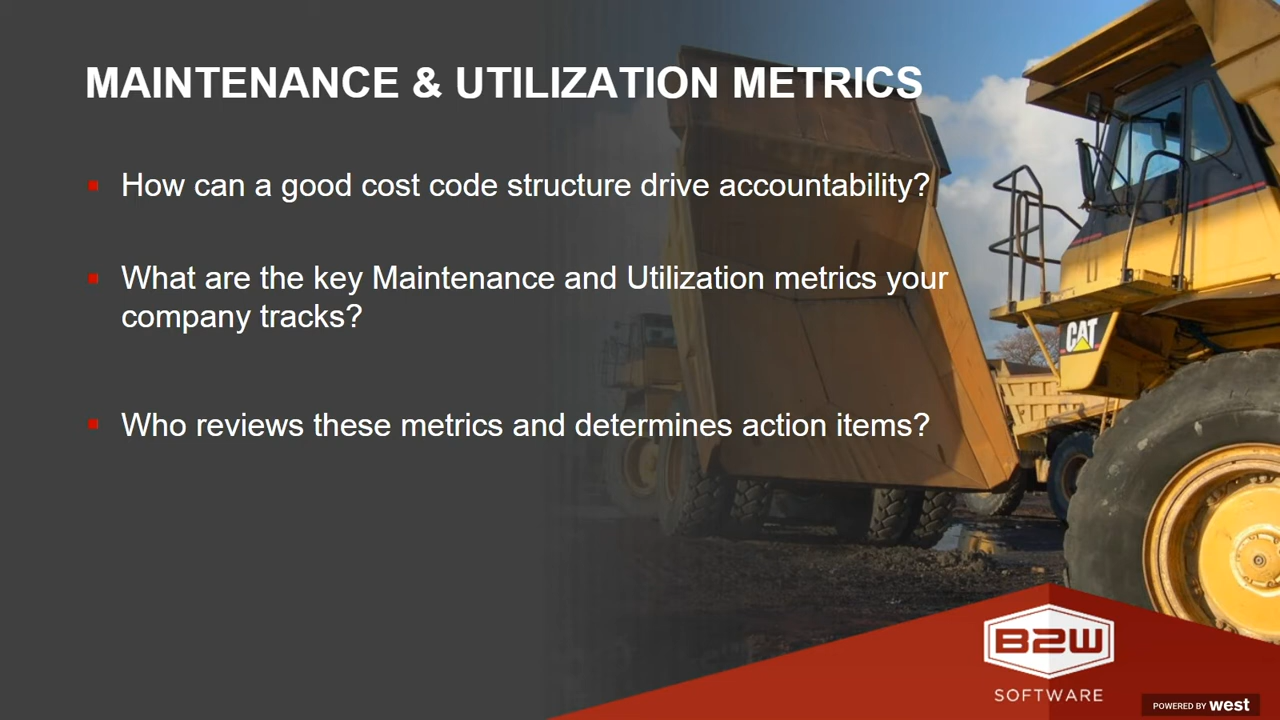 MAINTENANCE & UTILIZATION METRICS
How can a good cost code structure drive accountability?
What are the key Maintenance and Utilization metrics your
company tracks?
Who reviews these metrics and determines action items?
CAT
B2W
SOFTWARE
POWERED BY west